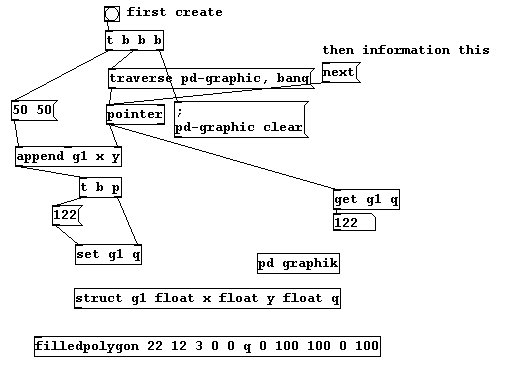 first create
t b b b
then information this
traverse pd-graphic, bang
next
50 50
pointer
;
pd-graphic clear
append g1 x y
t b p
get g1 q
122
122
set g1 q
pd graphik
struct g1 float x float y float q
filledpolygon 22 12 3 0 0 q 0 100 100 0 100